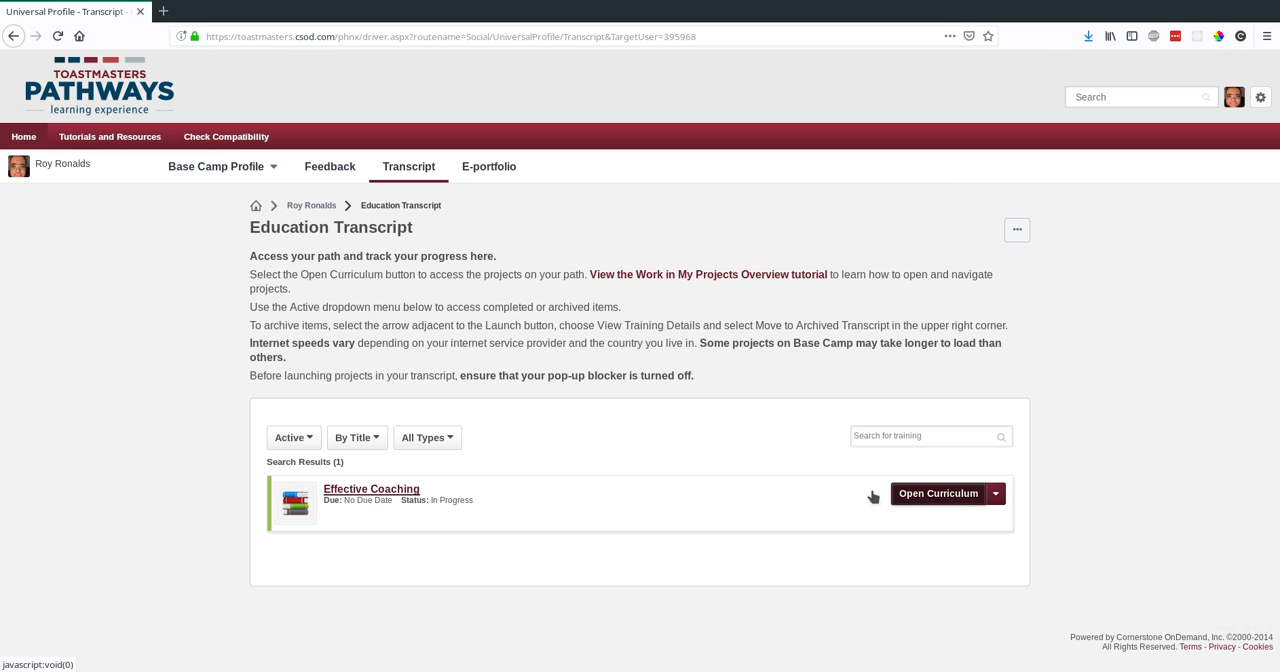 Universal Profile - Transcript -
https://toastmasters.csod.com/phnx/driver.aspx?routename=Social/UniversalProfile/Transcript&TargetUser=395968
TOASTMASTERS
PATHWAYS
learning experience
Search
Home Tutorials and Resources Check Compatibility
Roy Ronalds Base Camp Profile Feedback Transcript E-portfolio
Roy Ronalds Education Transcript
Education Transcript
Access your path and track your progress here.
Select the Open Curriculum button to access the projects on your path. View the Work in My Projects Overview tutorial to learn how to open and navigate
projects.
Use the Active dropdown menu below to access completed or archived items.
To archive items, select the arrow adjacent to the Launch button, choose View Training Details and select Move to Archived Transcript in the upper right corner.
Internet speeds vary depending on your internet service provider and the country you live in. Some projects on Base Camp may take longer to load than
others.
Before launching projects in your transcript, ensure that your pop-up blocker is turned off.
Active By Title All Types Search for training
Search Results (1)
Effective Coaching
Due: No Due Date Status: In Progress
Open Curriculum
Powered by Cornerstone OnDemand, Inc. ©2000-2014
All Rights Reserved. Terms - Privacy - Cookies
javascript:void(0)